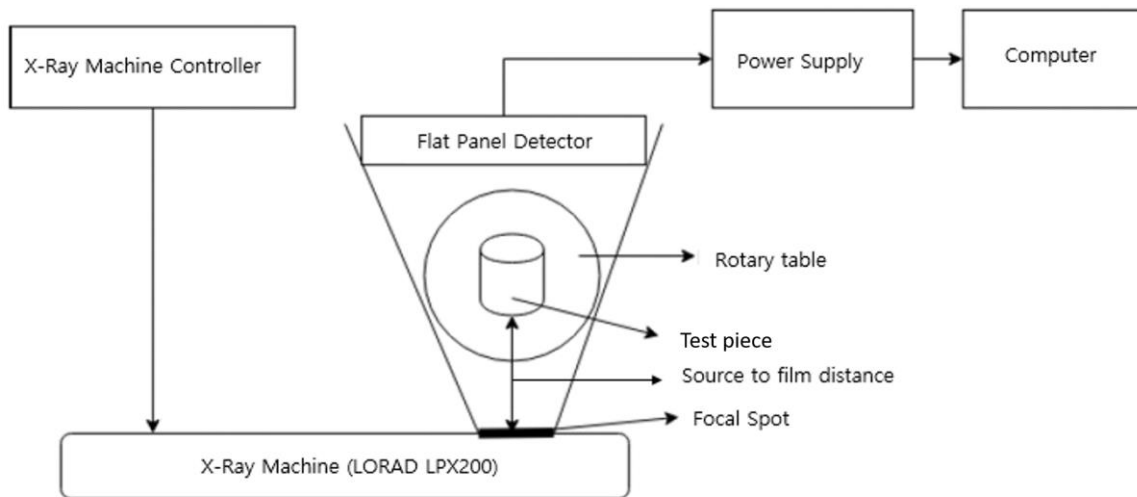 X-Ray Machine Controller
Power Supply
Computer
Flat Panel Detector
Rotary table
Test piece
Source to film distance
Focal Spot
X-Ray Machine (LORAD LPX200)